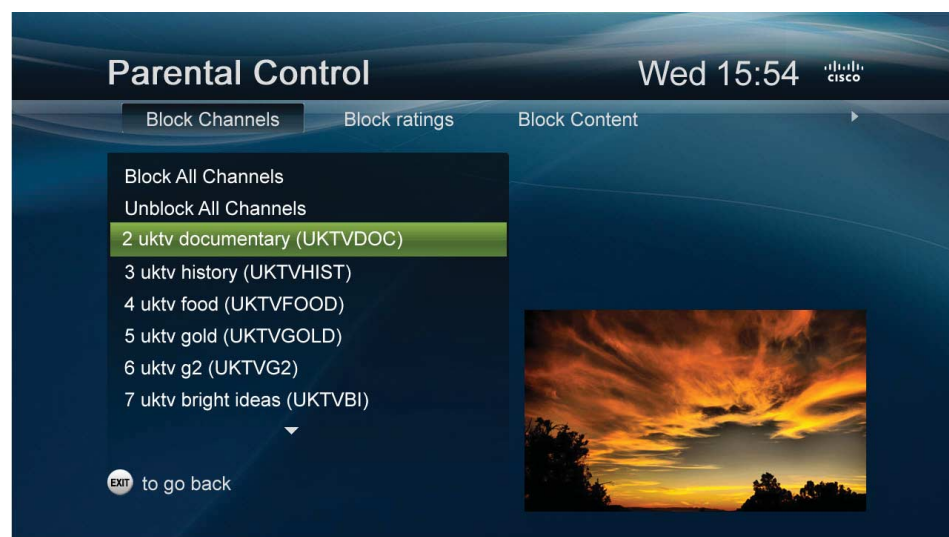 Parental Control
Wed 15:54
cisco
Block Channels
Block ratings
Block Content
Block All Channels
Unblock All Channels
2 uktv documentary (UKTVDOC)
3 uktv history (UKTVHIST)
4 uktv food (UKTVFOOD)
5 uktv gold (UKTVGOLD)
6 uktv g2 (UKTVG2)
7 uktv bright ideas (UKTVBI)
EXIT to go back